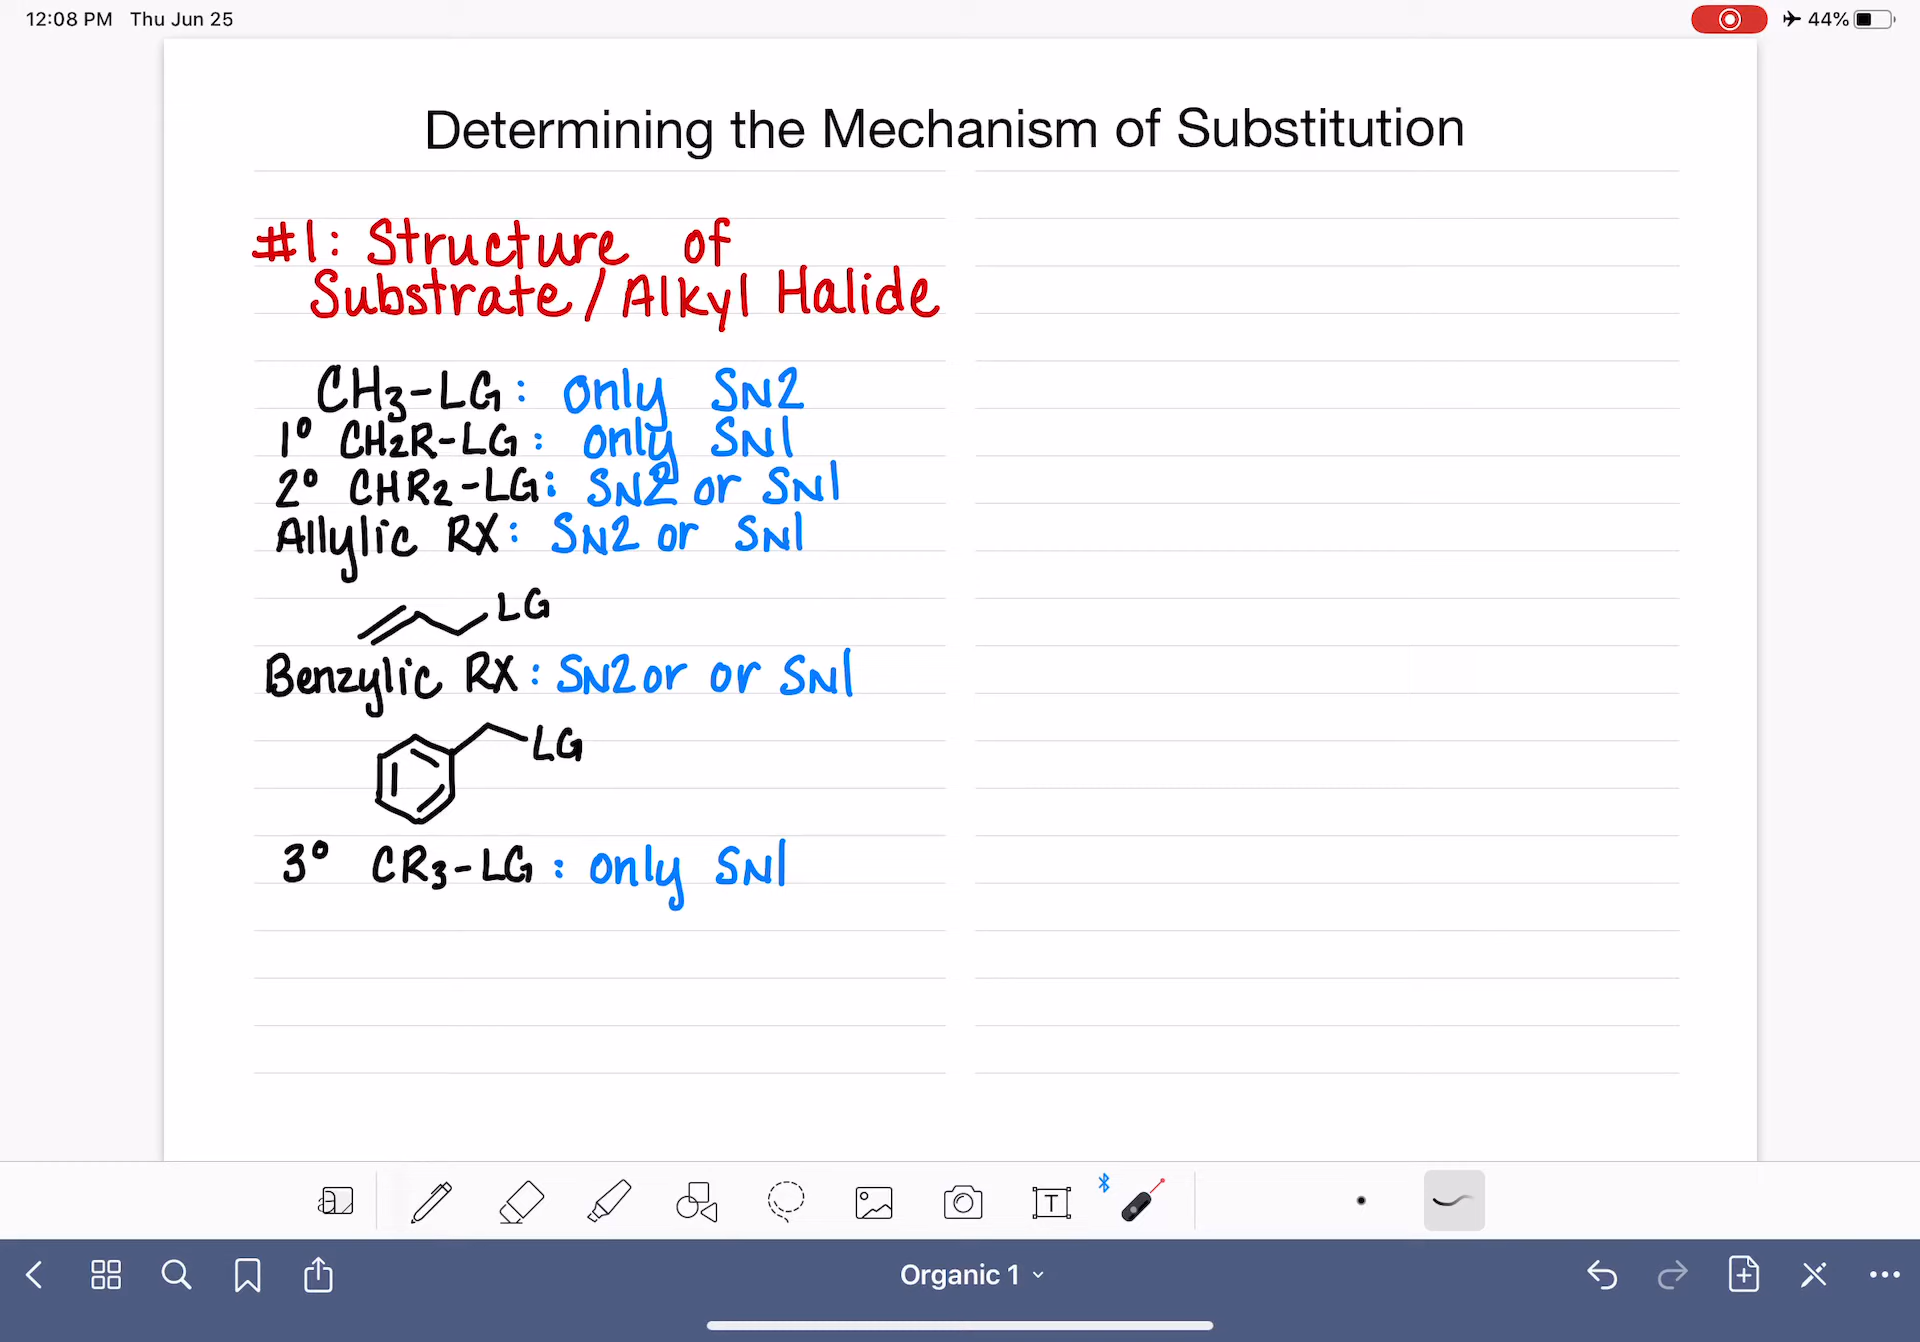 12:08 PM Thu Jun 25
44%
Determining the Mechanism of Substitution
#1: Structure of
Substrate/Alkyl Halide
CH3-LG: only SN2
1° CH2R-LG: only SN1
2° CHR2-LG: SN2 or SN1
Allylic RX: SN2 or SN1
LG
Benzylic RX: SN2 or or SN1
LG
3° CR3-LG: only SN1
a
T
Organic 1